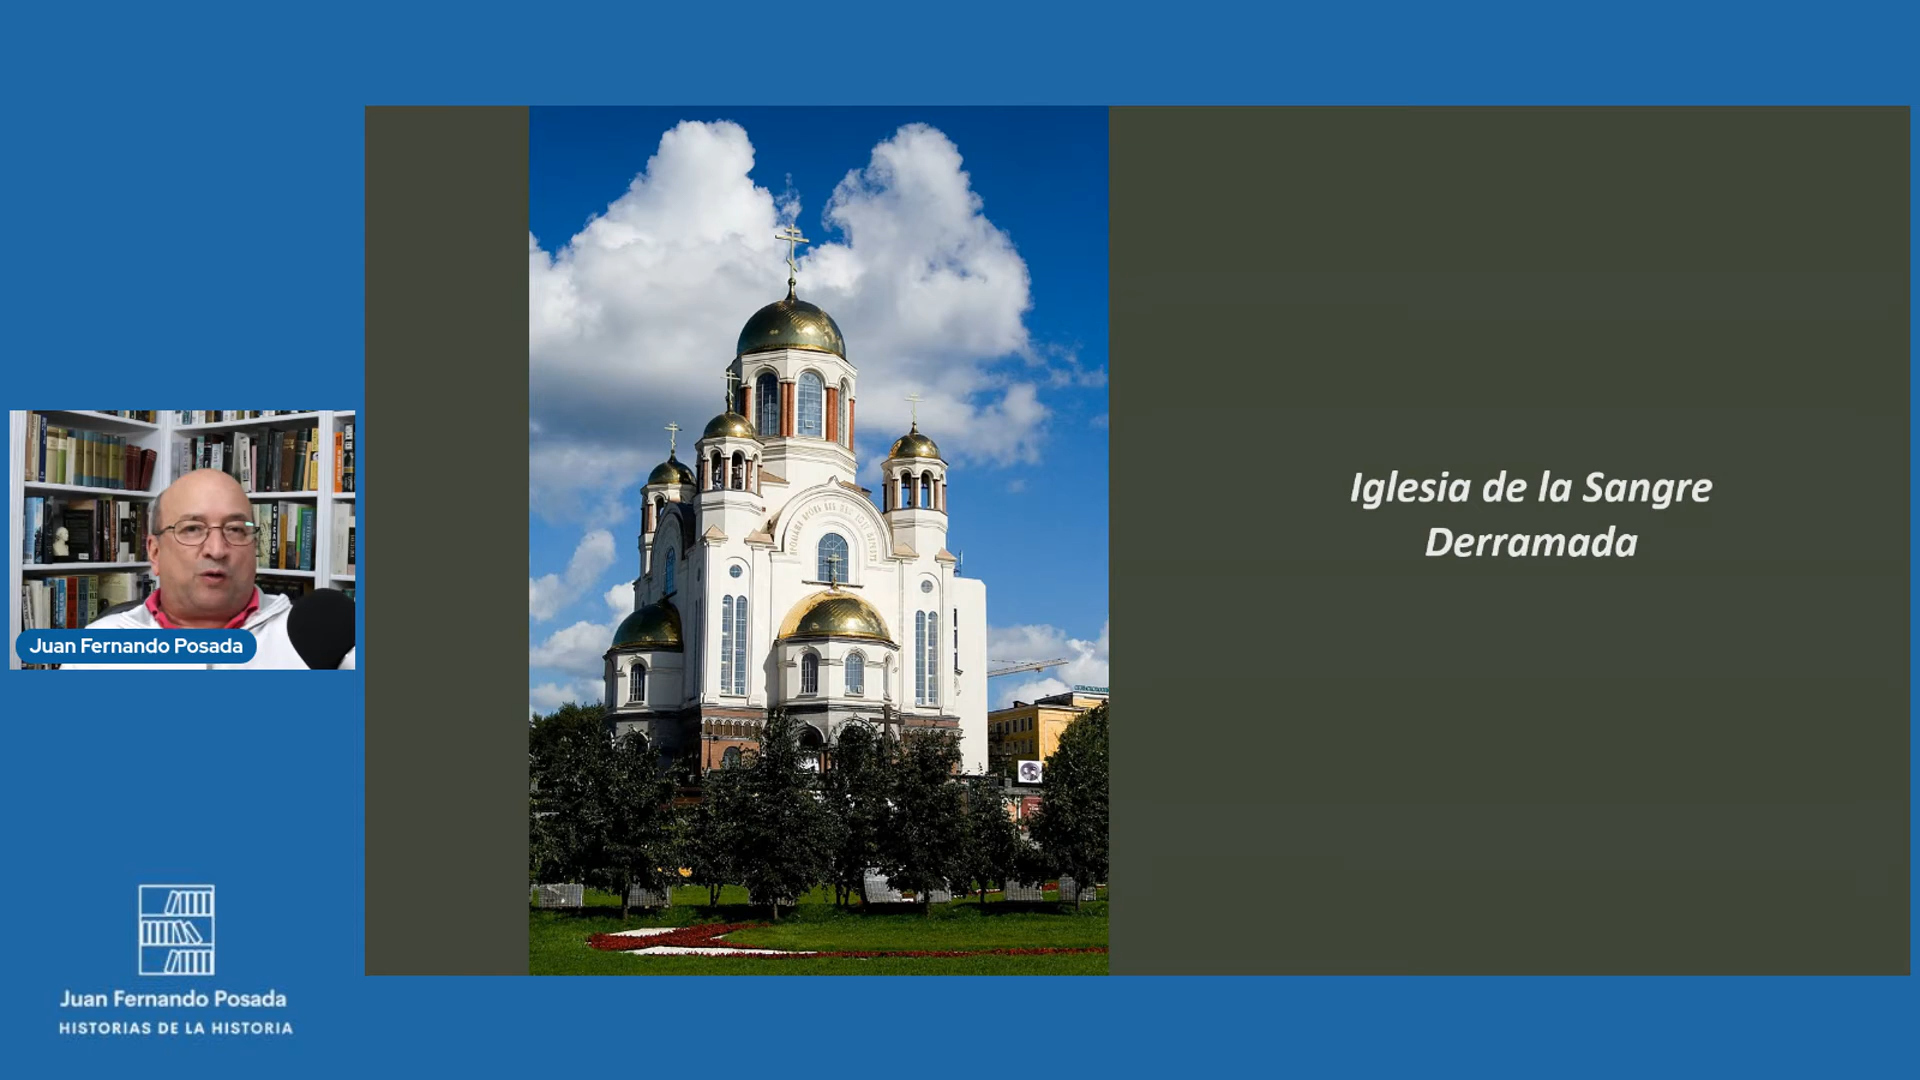 Iglesia de la Sangre
Derramada
Juan Fernando Posada
Juan Fernando Posada
HISTORIAS DE LA HISTORIA